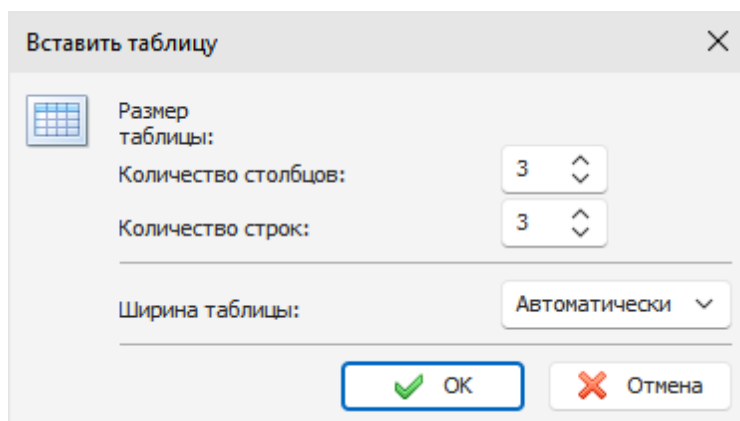 Вставить таблицу
Размер
таблицы:
Количество столбцов: 3
Количество строк: 3
Ширина таблицы: Автоматически
OK Отмена